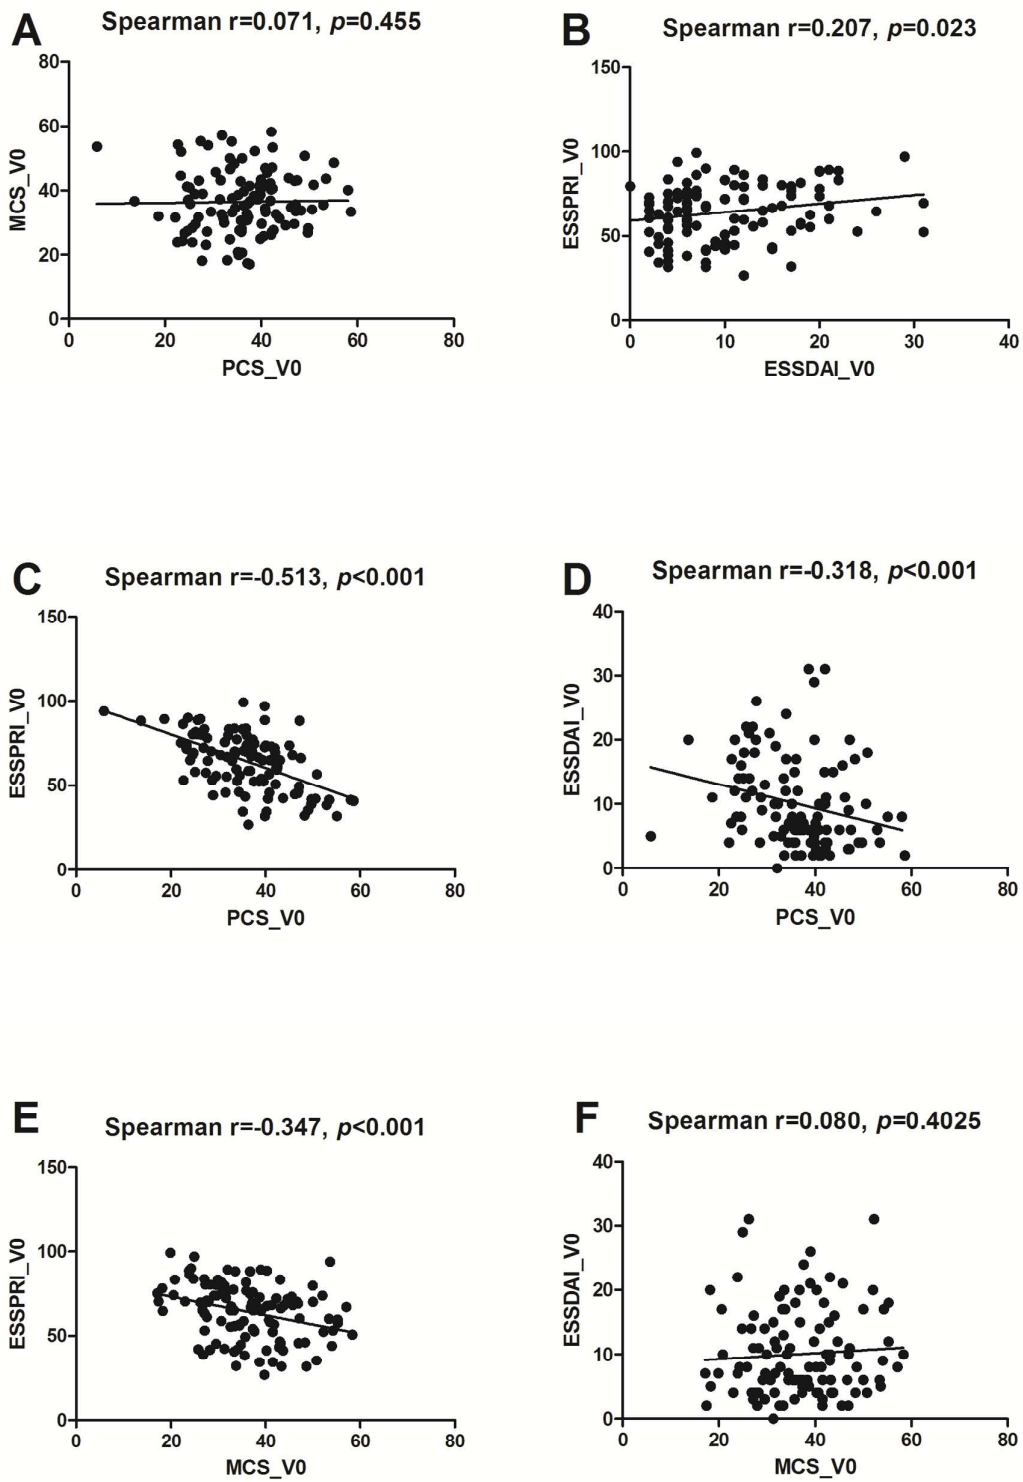 A
Spearman r=0.071, p=0.455
80
60
40
20
0
MCS_V0
0 20 40 60 80
PCS_V0
B
Spearman r=0.207, p=0.023
150
100
50
0
ESSPRI_V0
0 10 20 30 40
ESSDAI_V0
C
Spearman r=-0.513, p<0.001
150
100
50
0
ESSPRI_V0
0 20 40 60 80
PCS_V0
D
Spearman r=-0.318, p<0.001
40
30
20
10
0
ESSDAI_V0
0 20 40 60 80
PCS_V0
E
Spearman r=-0.347, p<0.001
150
100
50
0
ESSPRI_V0
0 20 40 60 80
MCS_V0
F
Spearman r=0.080, p=0.4025
40
30
20
10
0
ESSDAI_V0
0 20 40 60 80
MCS_V0